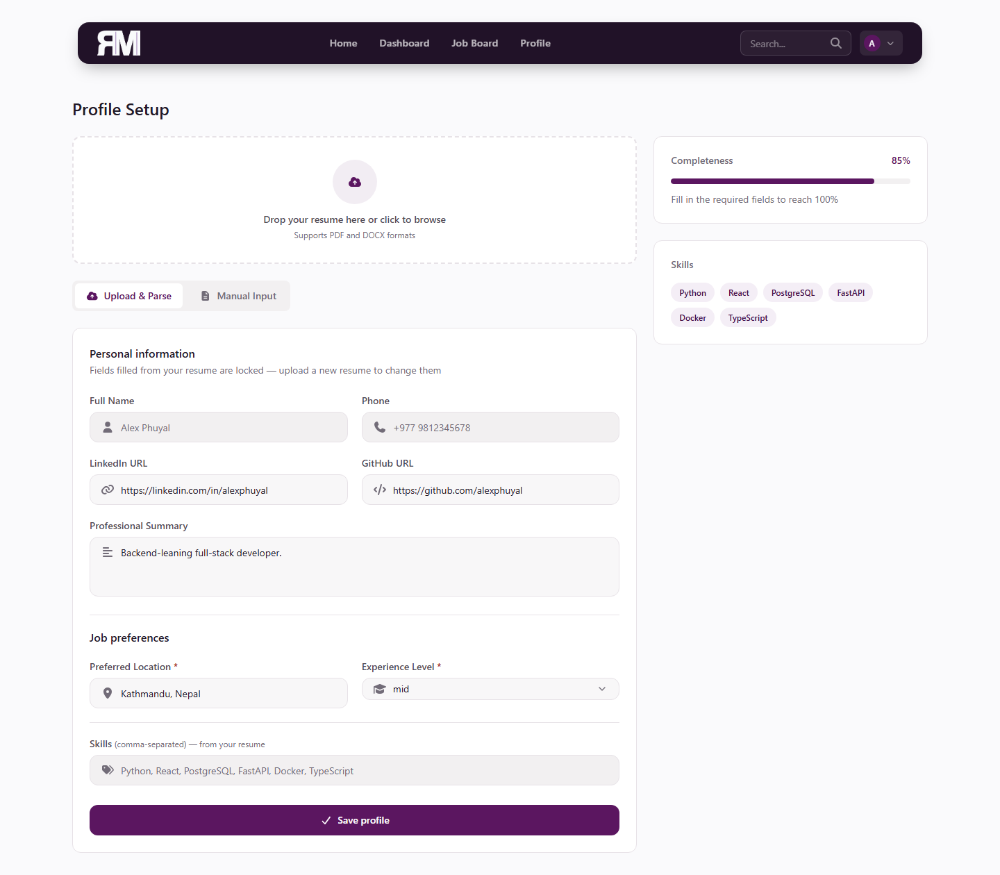 Home Dashboard Job Board Profile Search... A
Profile Setup
Drop your resume here or click to browse
Supports PDF and DOCX formats
Completeness 85%
Fill in the required fields to reach 100%
Skills
Python React PostgreSQL FastAPI
Docker TypeScript
Upload & Parse Manual Input
Personal information
Fields filled from your resume are locked — upload a new resume to change them
Full Name Phone
Alex Phuyal +977 9812345678
LinkedIn URL GitHub URL
https://linkedin.com/in/alexphuyal https://github.com/alexphuyal
Professional Summary
Backend-leaning full-stack developer.
Job preferences
Preferred Location * Experience Level *
Kathmandu, Nepal mid
Skills (comma-separated) — from your resume
Python, React, PostgreSQL, FastAPI, Docker, TypeScript
Save profile